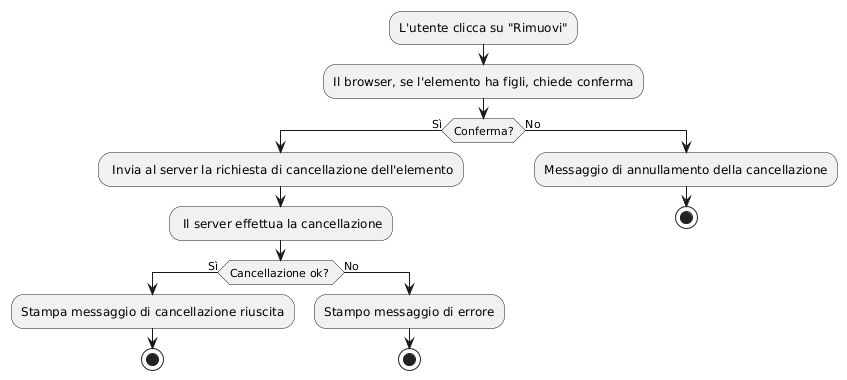 L'utente clicca su "Rimuovi"
Il browser, se l'elemento ha figli, chiede conferma
Sì
Conferma?
No
Invia al server la richiesta di cancellazione dell'elemento
Messaggio di annullamento della cancellazione
Il server effettua la cancellazione
Sì
Cancellazione ok?
No
Stampa messaggio di cancellazione riuscita
Stampo messaggio di errore